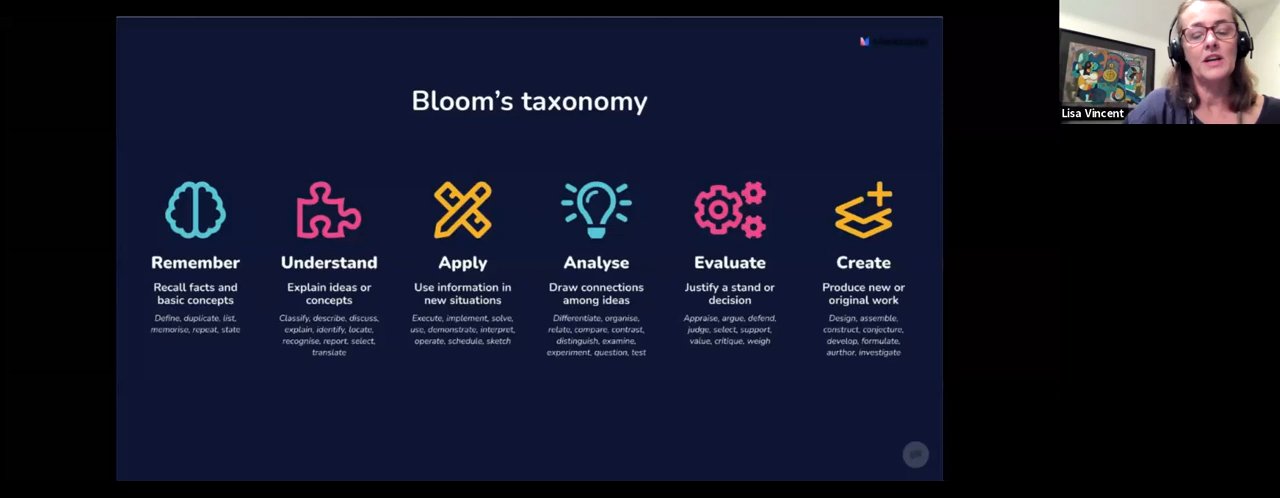 Bloom's taxonomy
Remember
Recall facts and
basic concepts
Define, duplicate, list,
memorise, repeat, state
Understand
Explain ideas or
concepts
Classify, describe, discuss,
explain, identify, locate,
recognise, report, select,
translate
Apply
Use information in
new situations
Execute, implement, solve,
use, demonstrate, interpret,
operate, schedule, sketch
Analyse
Draw connections
among ideas
Differentiate, organise,
relate, compare, contrast,
distinguish, examine,
experiment, question, test
Evaluate
Justify a stand or
decision
Appraise, argue, defend,
judge, select, support,
value, critique, weigh
Create
Produce new or
original work
Design, assemble,
construct, conjecture,
develop, formulate,
aurthor, investigate
Lisa Vincent